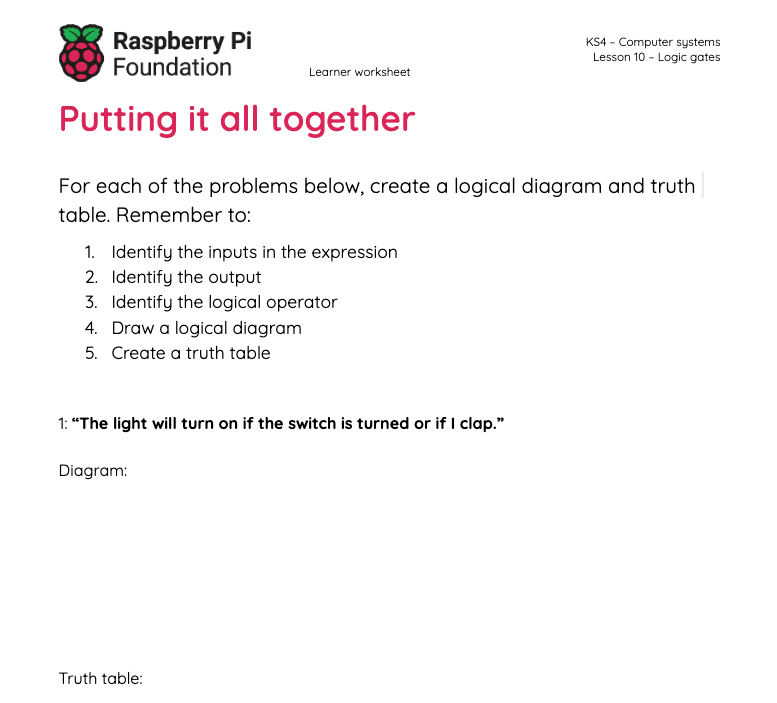 Raspberry Pi
Foundation
Learner worksheet
KS4 – Computer systems
Lesson 10 – Logic gates
Putting it all together
For each of the problems below, create a logical diagram and truth
table. Remember to:
1. Identify the inputs in the expression
2. Identify the output
3. Identify the logical operator
4. Draw a logical diagram
5. Create a truth table
1: “The light will turn on if the switch is turned or if I clap.”
Diagram:
Truth table: